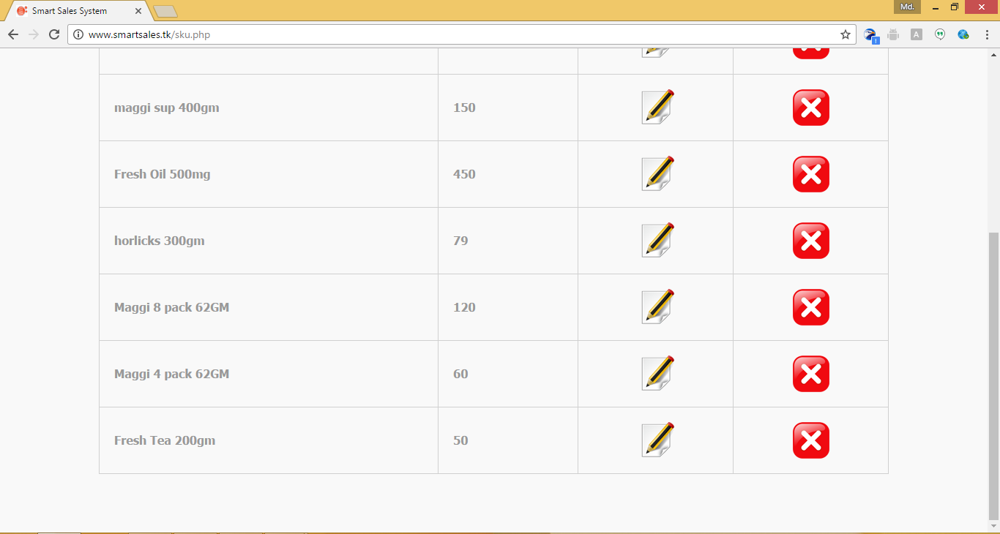 Smart Sales System
Md.
www.smartsales.tk/sku.php
A
maggi sup 400gm 150
Fresh Oil 500mg 450
horlicks 300gm 79
Maggi 8 pack 62GM 120
Maggi 4 pack 62GM 60
Fresh Tea 200gm 50